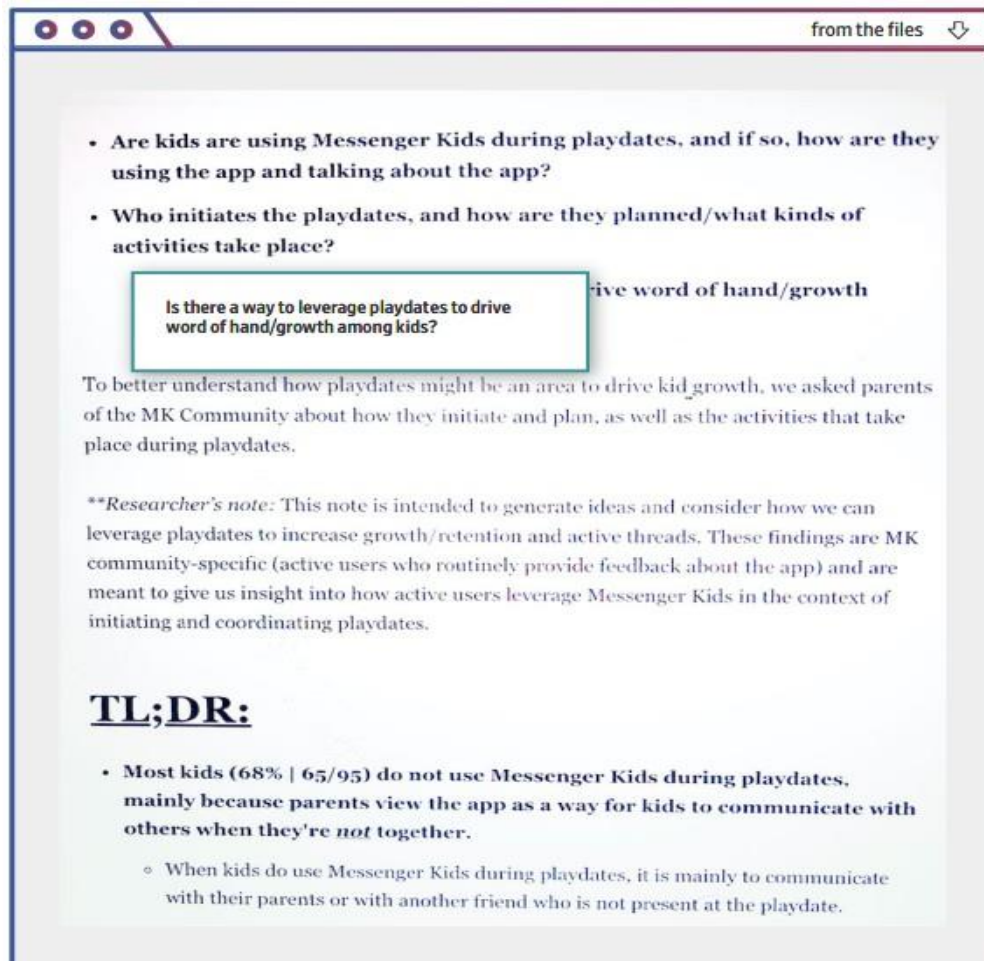 from the files
• Are kids are using Messenger Kids during playdates, and if so, how are they
using the app and talking about the app?
• Who initiates the playdates, and how are they planned/what kinds of
activities take place?
rive word of hand/growth
Is there a way to leverage playdates to drive
word of hand/growth among kids?
To better understand how playdates might be an area to drive kid growth, we asked parents
of the MK Community about how they initiate and plan, as well as the activities that take
place during playdates.
**Researcher's note: This note is intended to generate ideas and consider how we can
leverage playdates to increase growth/retention and active threads. These findings are MK
community-specific (active users who routinely provide feedback about the app) and are
meant to give us insight into how active users leverage Messenger Kids in the context of
initiating and coordinating playdates.
TL;DR:
• Most kids (68% | 65/95) do not use Messenger Kids during playdates,
mainly because parents view the app as a way for kids to communicate with
others when they're not together.
◦ When kids do use Messenger Kids during playdates, it is mainly to communicate
with their parents or with another friend who is not present at the playdate.